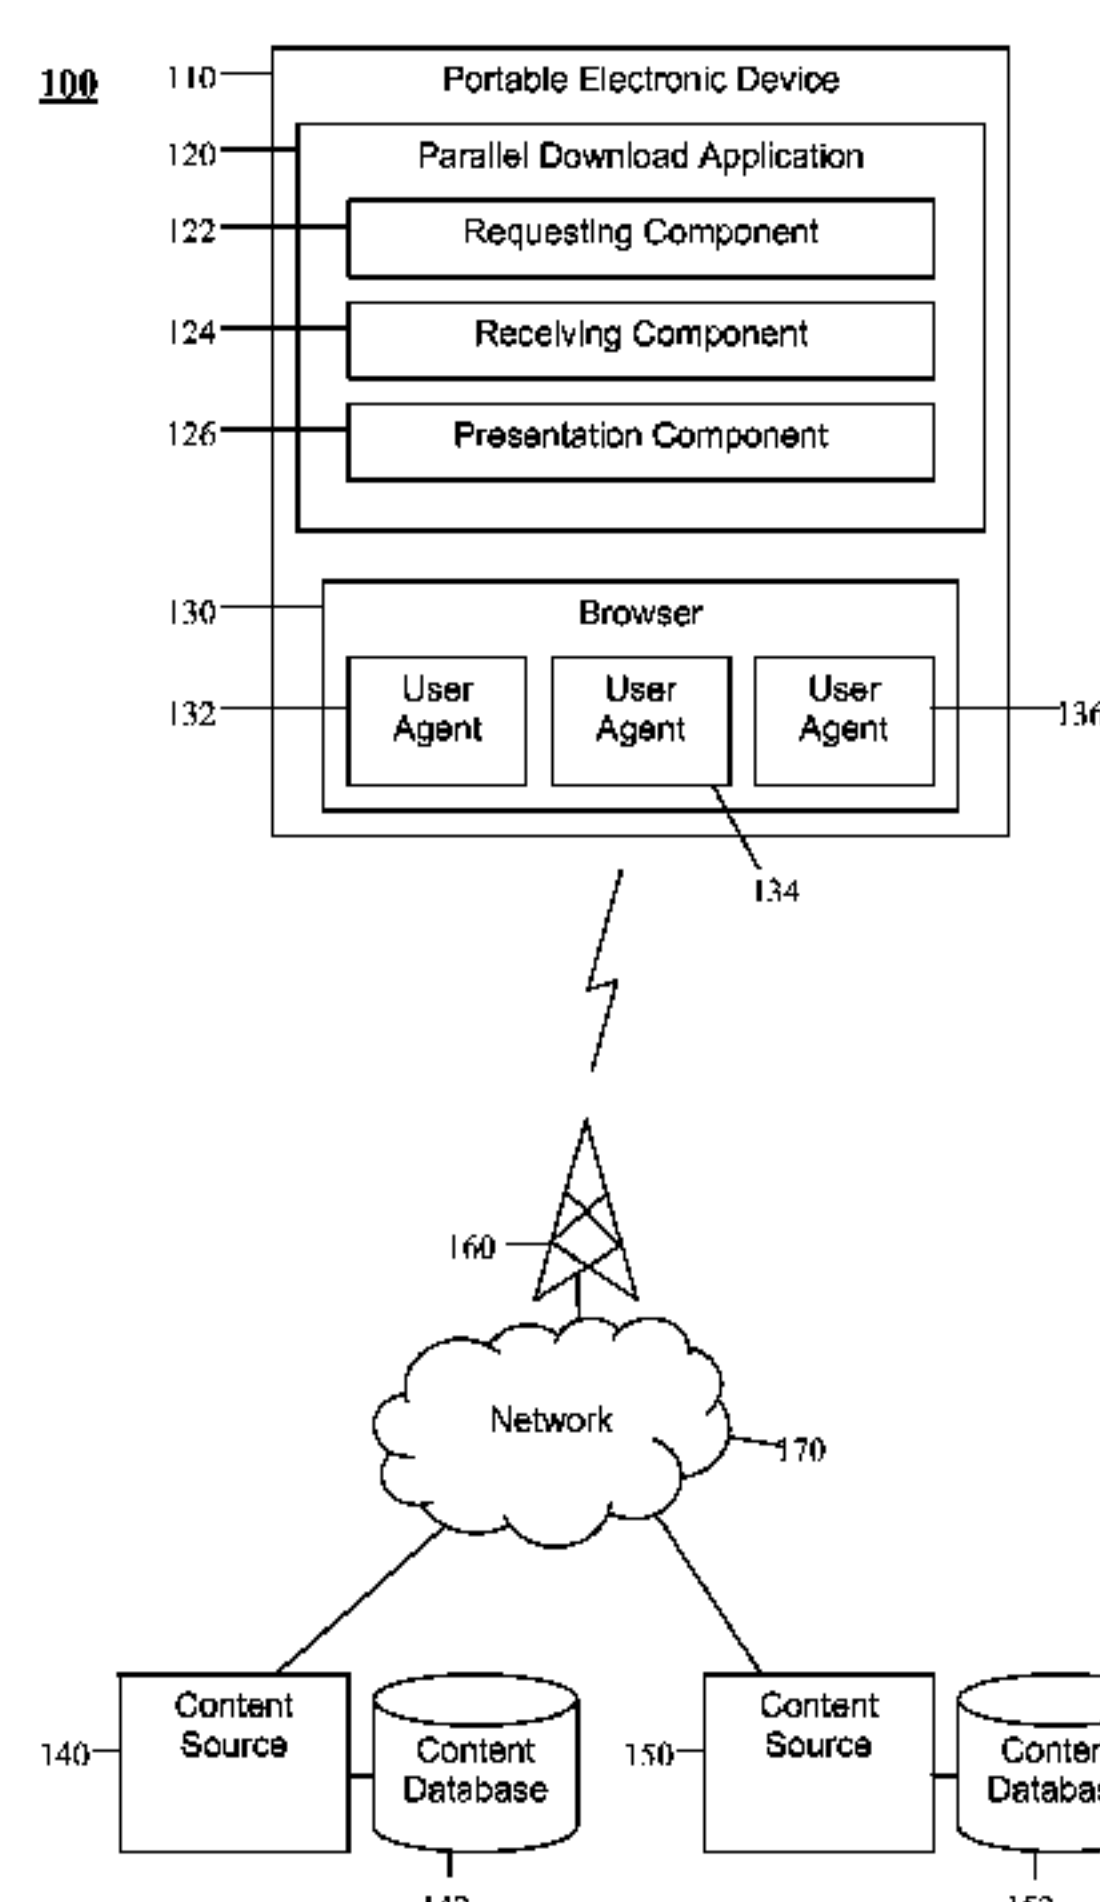 100
110
Portable Electronic Device
120
Parallel Download Application
122
Requesting Component
124
Receiving Component
126
Presentation Component
130
Browser
132
User
Agent
User
Agent
User
Agent
136
134
160
Network
170
140
Content
Source
Content
Database
150
Content
Source